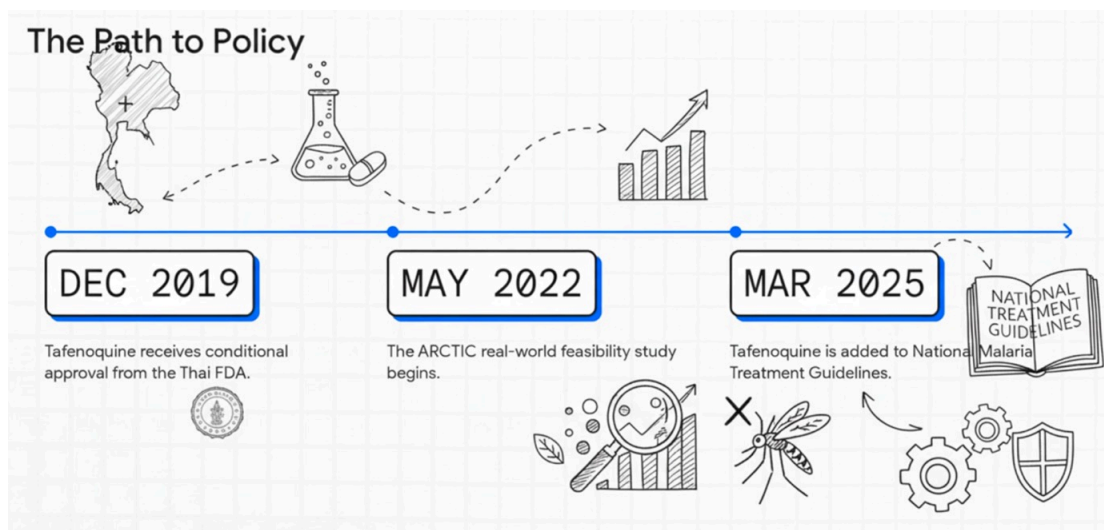 The Path to Policy
DEC 2019
Tafenoquine receives conditional
approval from the Thai FDA.
MAY 2022
The ARCTIC real-world feasibility study
begins.
MAR 2025
Tafenoquine is added to National Malaria
Treatment Guidelines.
NATIONAL
TREATMENT
GUIDELINES